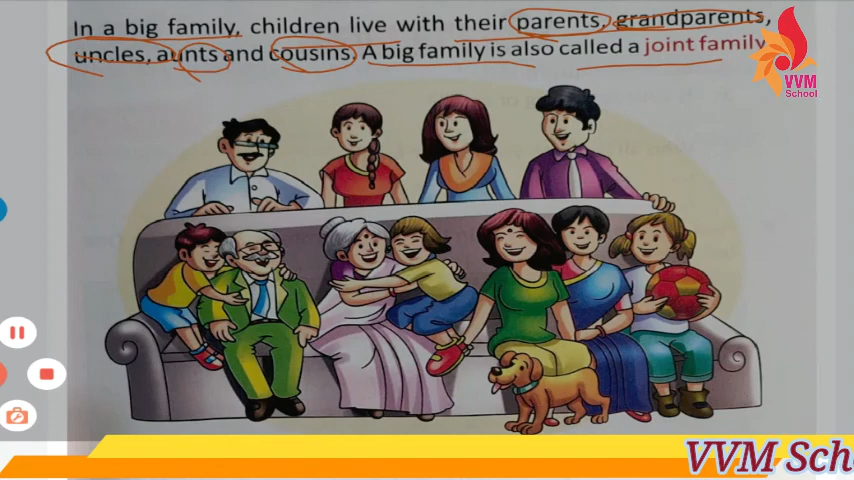 In a big family, children live with their parents, grandparents,
uncles, aunts and cousins. A big family is also called a joint family
VVM
School
VVM Sch